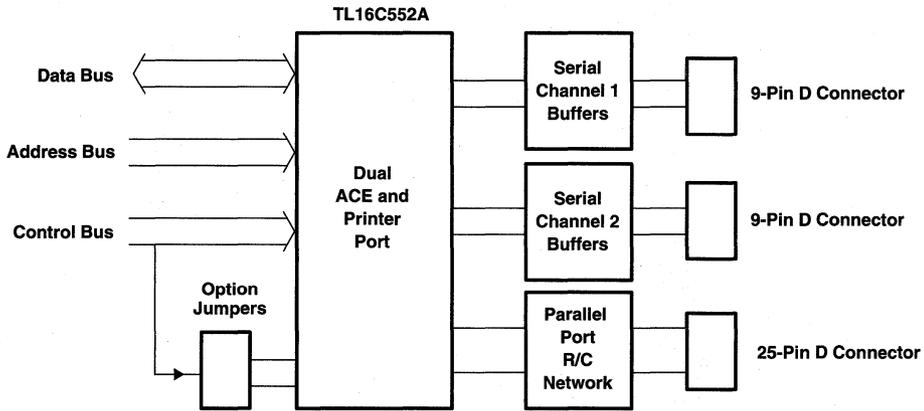 TL16C552A
Data Bus
Address Bus
Control Bus
Option
Jumpers
Dual
ACE and
Printer
Port
Serial
Channel 1
Buffers
9-Pin D Connector
Serial
Channel 2
Buffers
9-Pin D Connector
Parallel
Port
R/C
Network
25-Pin D Connector